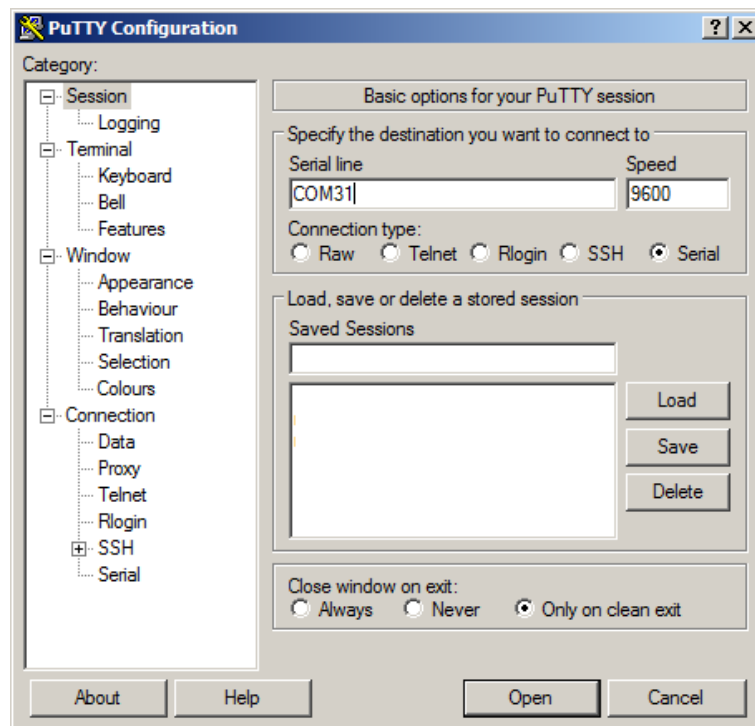 PuTTY Configuration
Category:
Session
Logging
Terminal
Keyboard
Bell
Features
Window
Appearance
Behaviour
Translation
Selection
Colours
Connection
Data
Proxy
Telnet
Rlogin
SSH
Serial
Basic options for your PuTTY session
Specify the destination you want to connect to
Serial line Speed
COM31 9600
Connection type:
Raw Telnet Rlogin SSH Serial
Load, save or delete a stored session
Saved Sessions
Load
Save
Delete
Close window on exit:
Always Never Only on clean exit
About Help Open Cancel